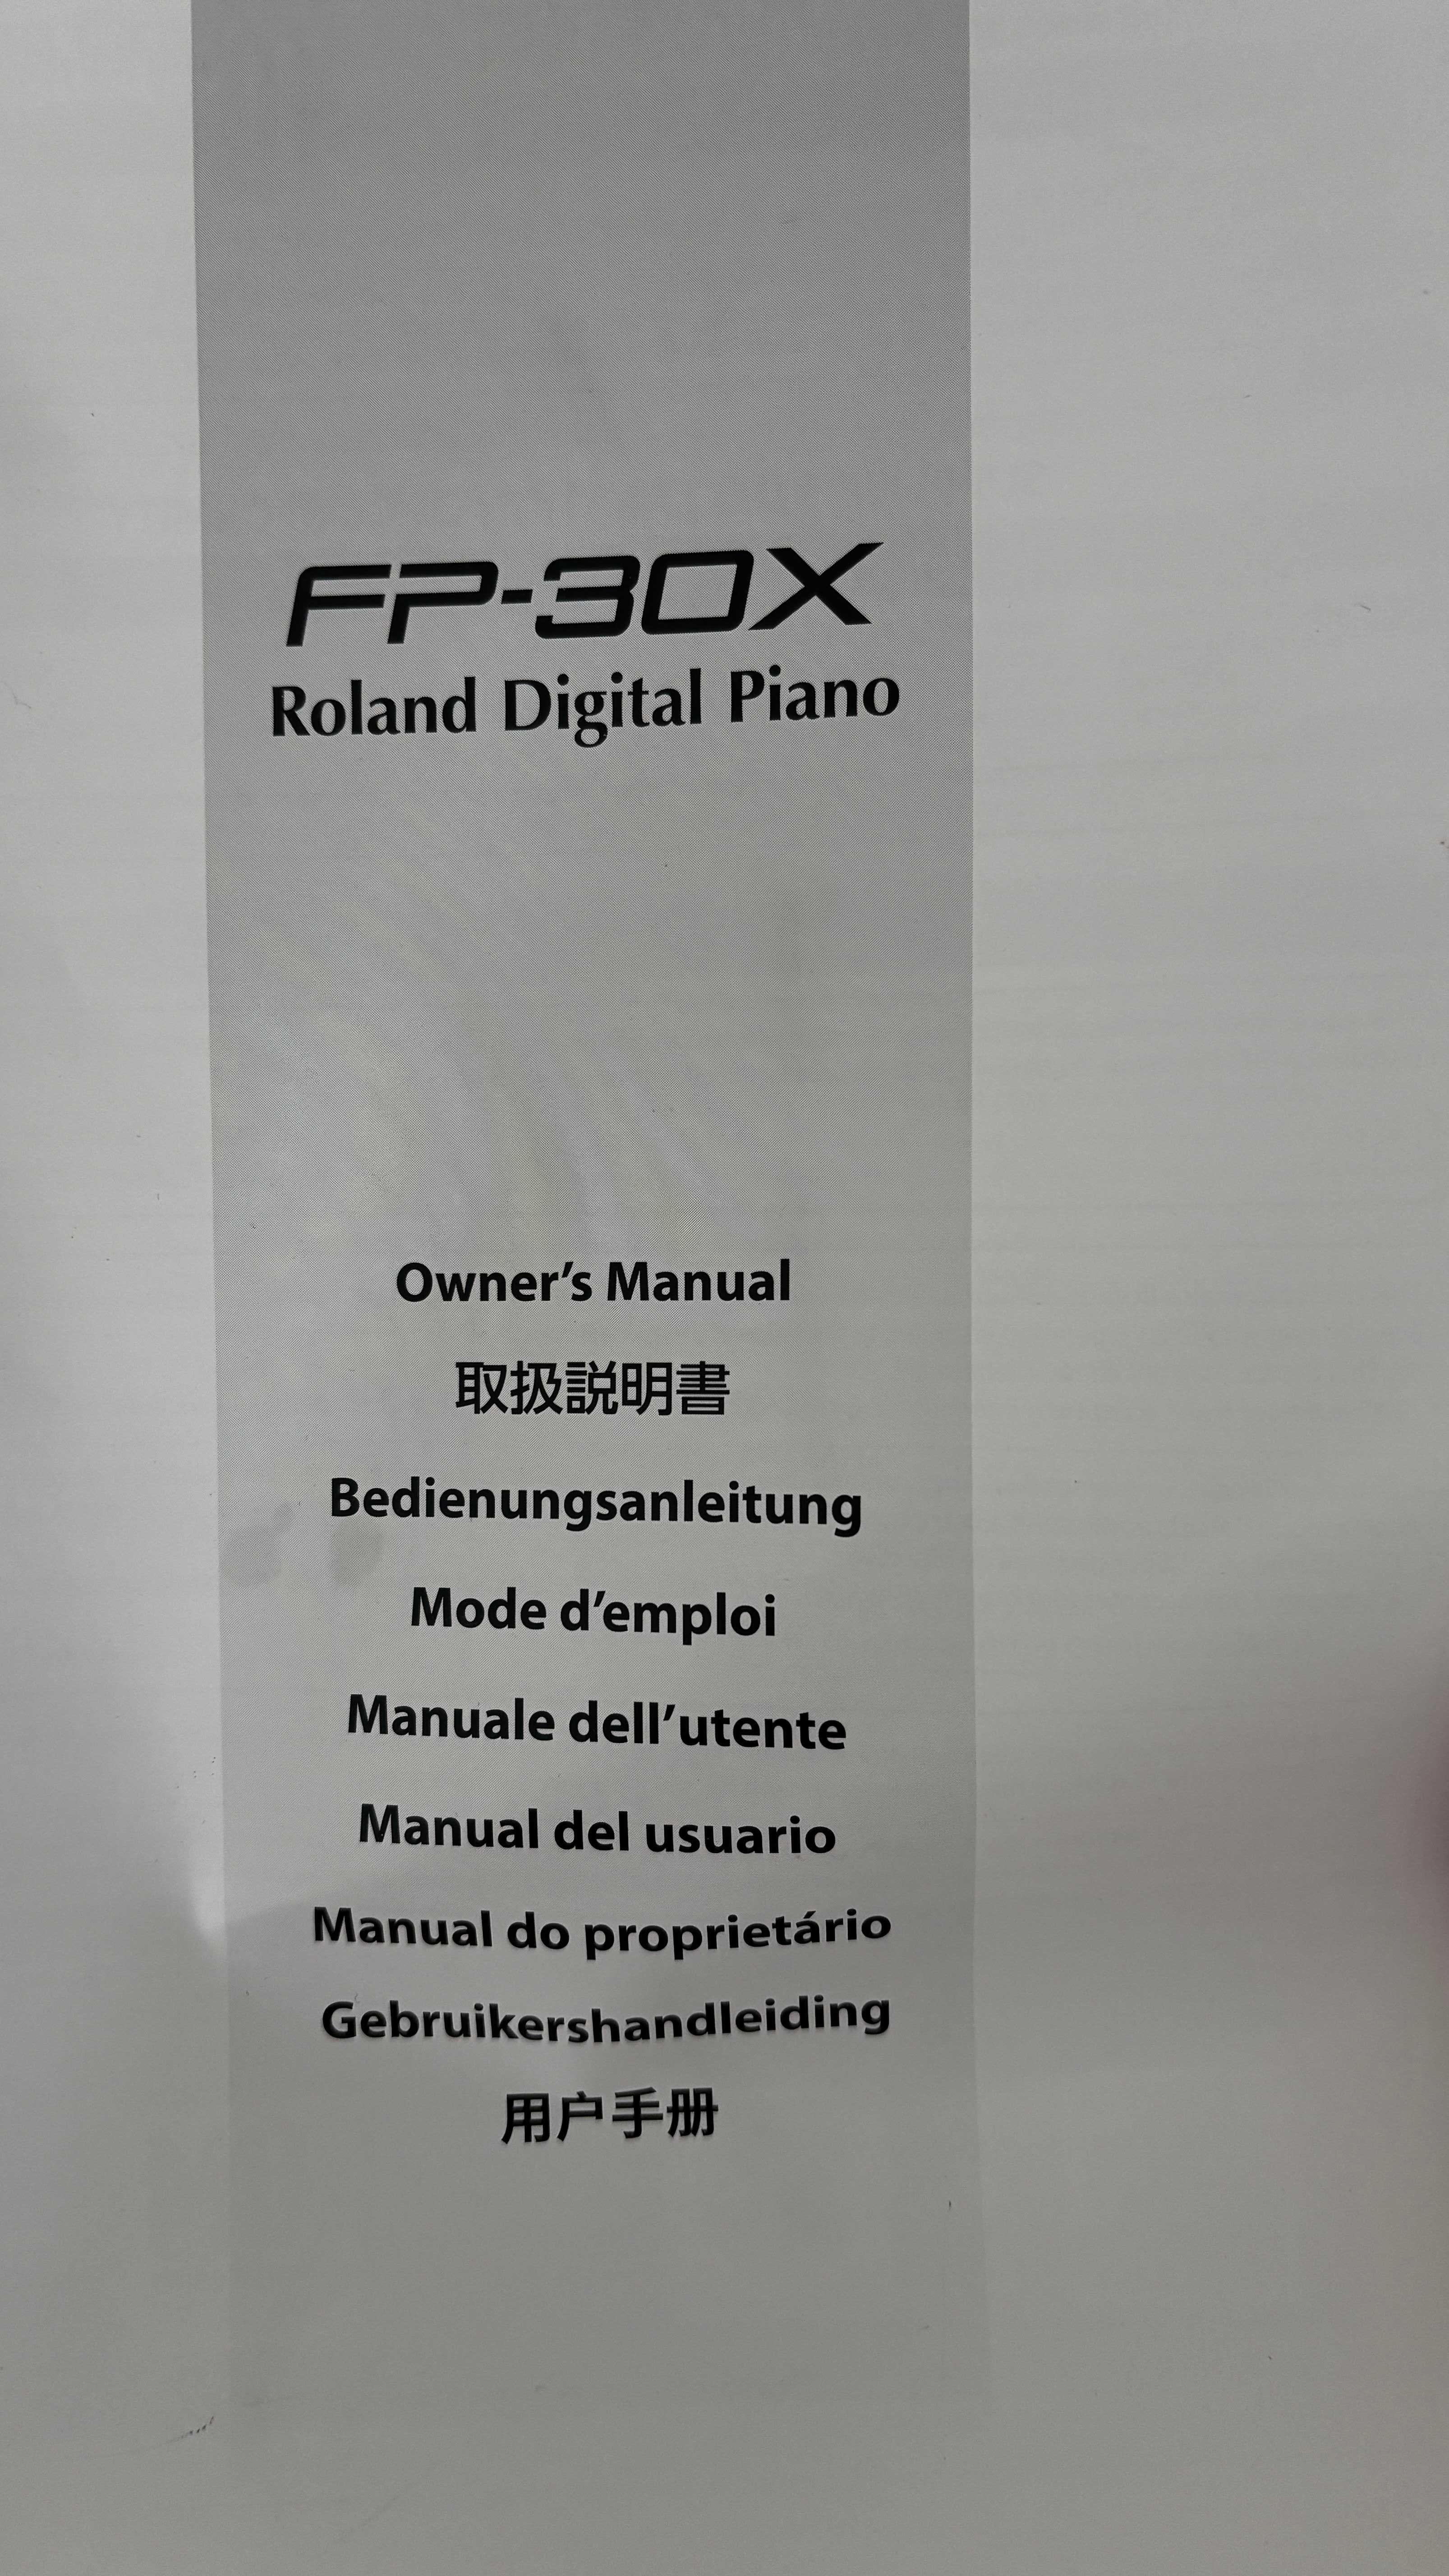 FP-30X
Roland Digital Piano
Owner’s Manual
取扱説明書
Bedienungsanleitung
Mode d’emploi
Manuale dell’utente
Manual del usuario
Manual do proprietário
Gebruikershandleiding
用户手册